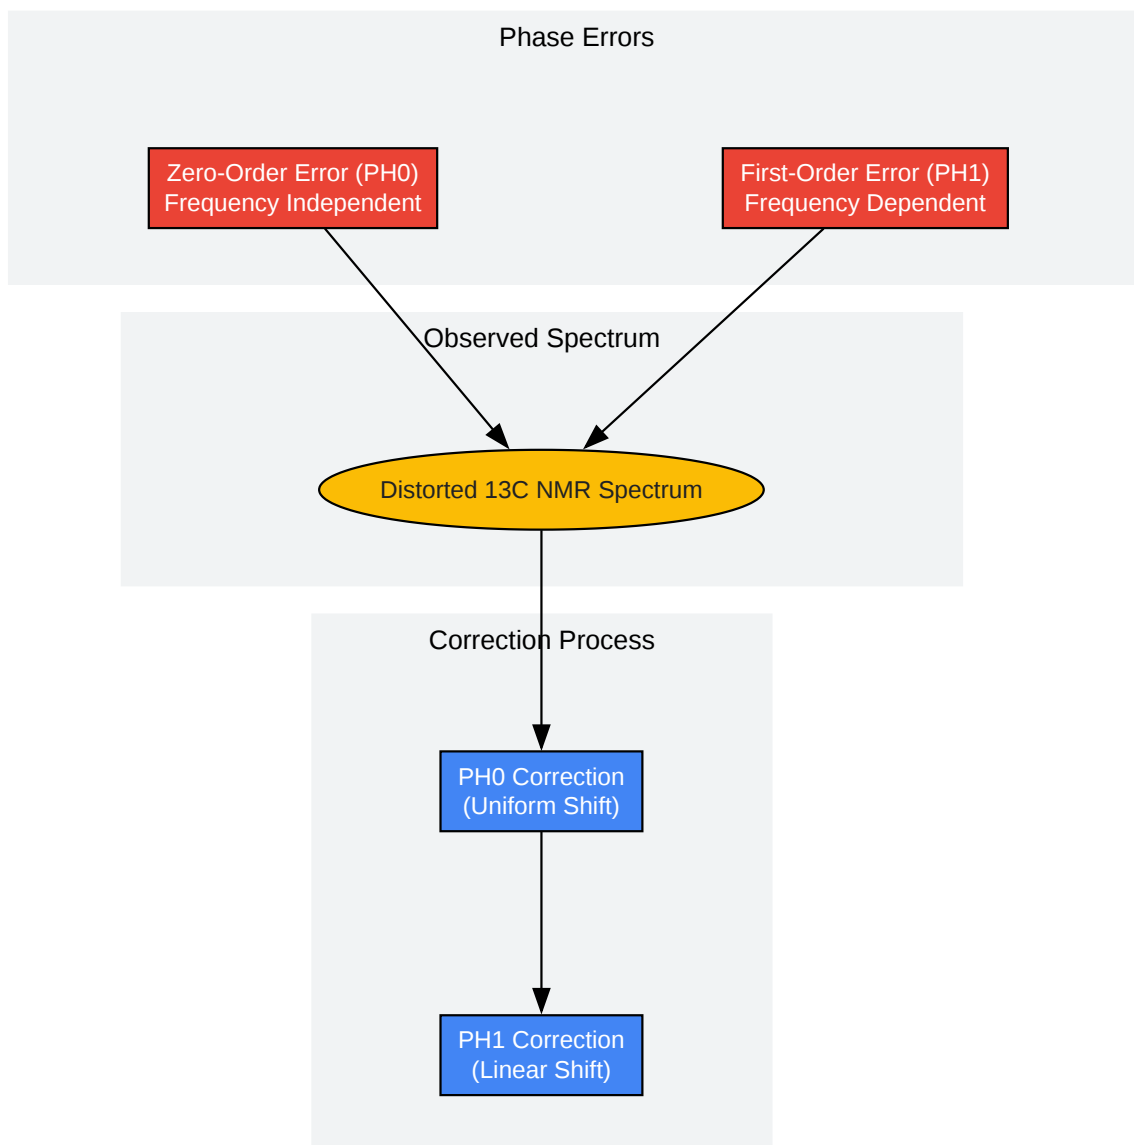 Phase Errors
Zero-Order Error (PH0)
Frequency Independent
First-Order Error (PH1)
Frequency Dependent
Observed Spectrum
Distorted 13C NMR Spectrum
Correction Process
PH0 Correction
(Uniform Shift)
PH1 Correction
(Linear Shift)